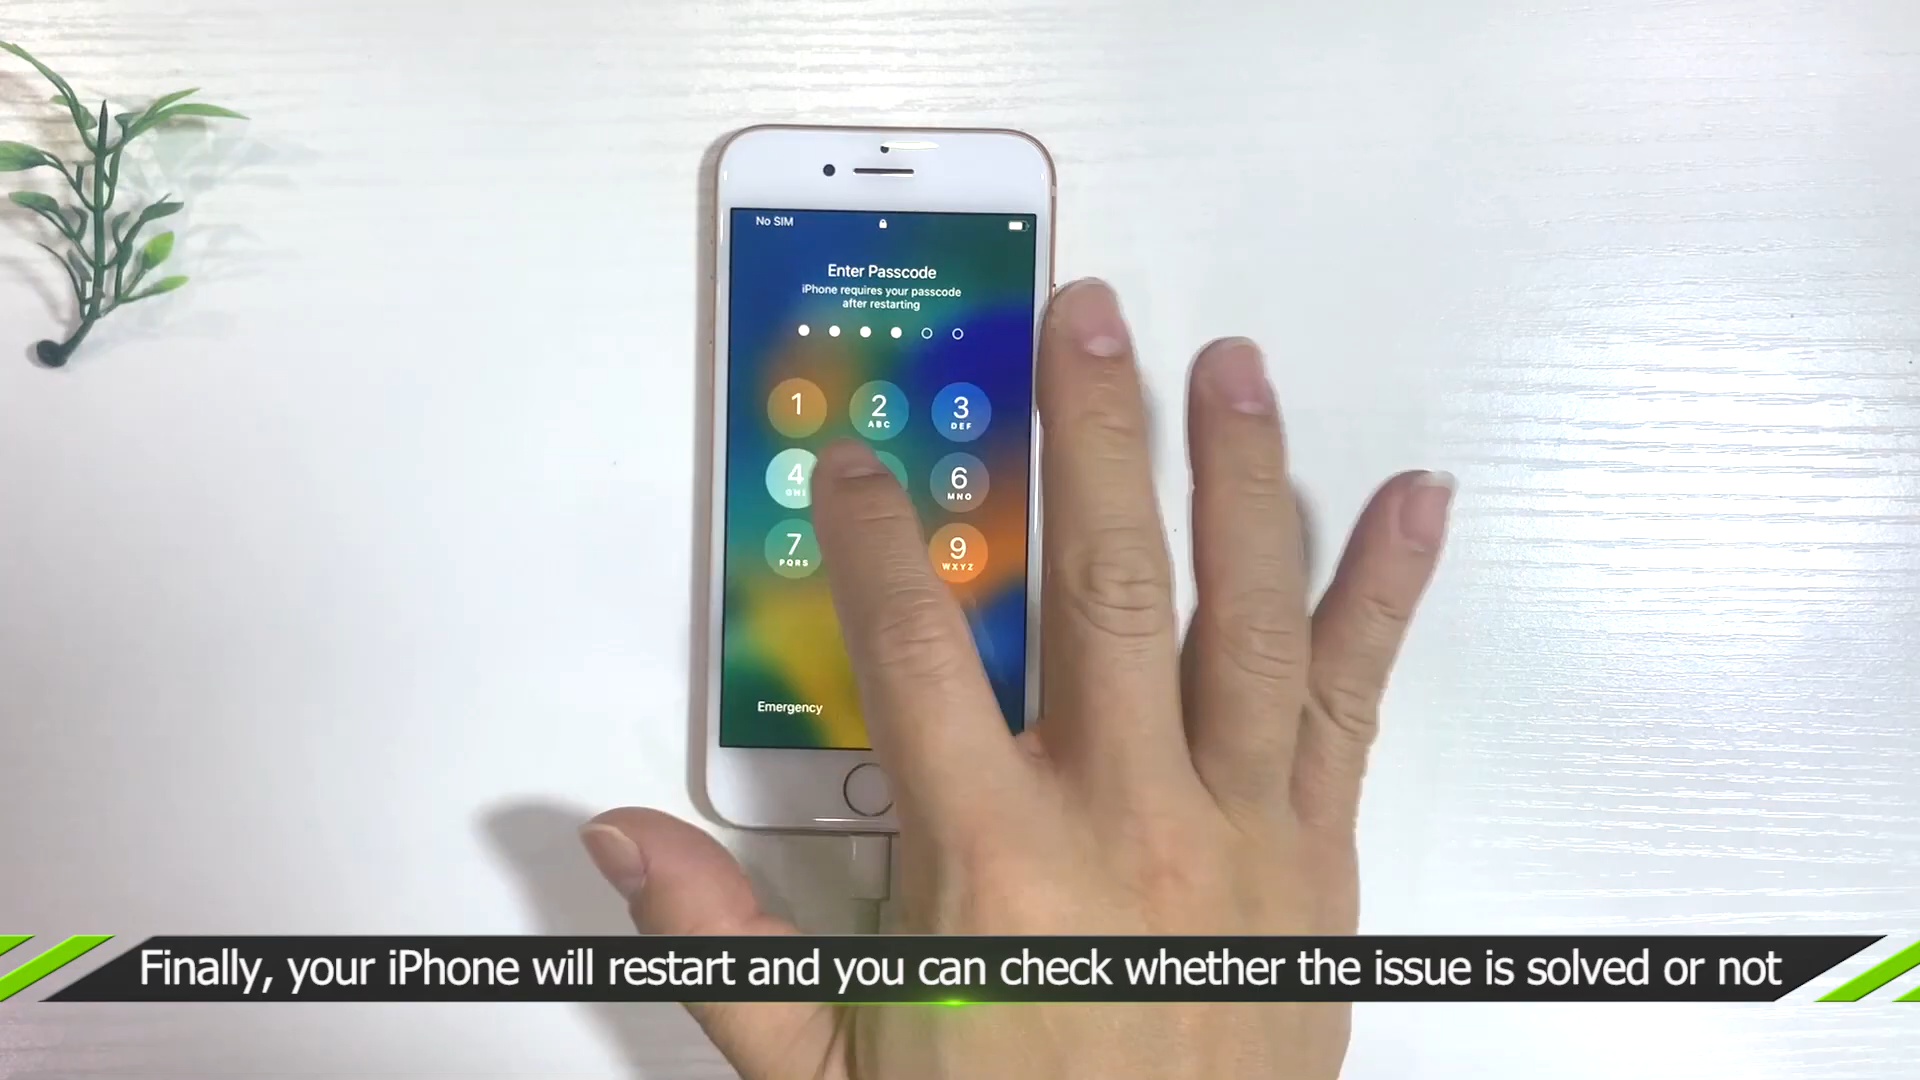 No SIM
Enter Passcode
iPhone requires your passcode
after restarting
1
2
ABC
3
DEF
4
GHI
6
MNO
7
PQRS
9
WXYZ
Emergency
Finally, your iPhone will restart and you can check whether the issue is solved or not